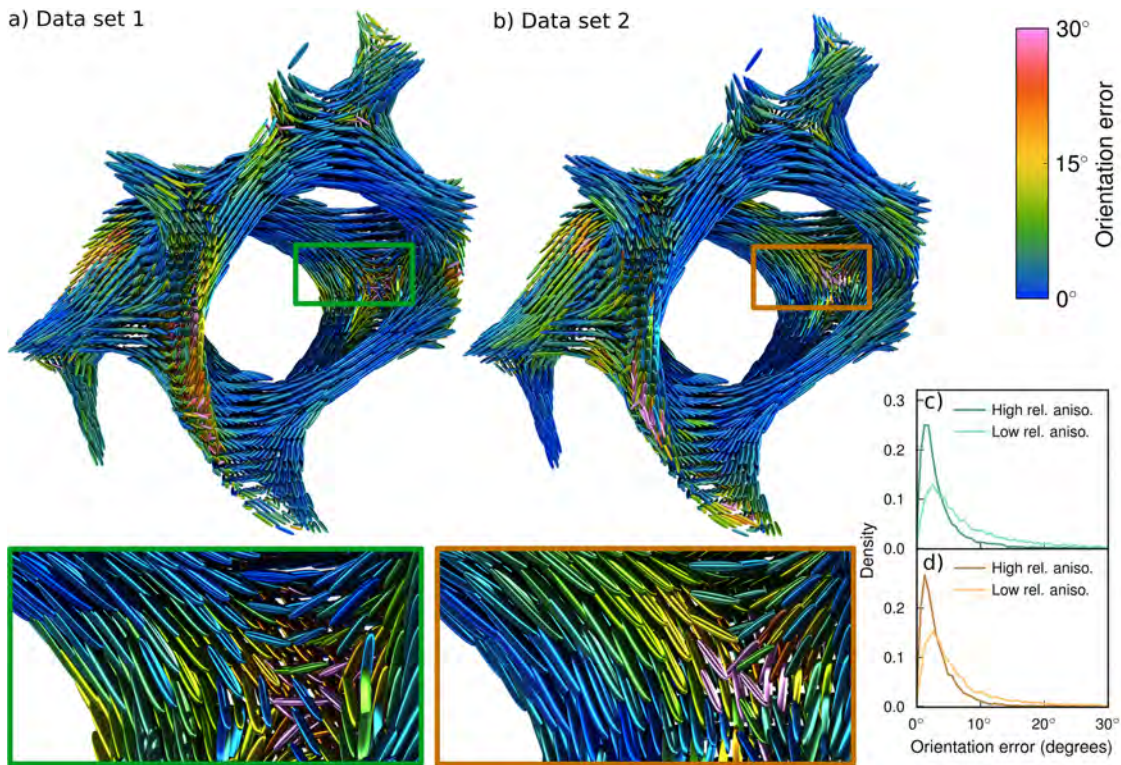 a) Data set 1
b) Data set 2
30°
15°
0°
Orientation error
c)
High rel. aniso.
Low rel. aniso.
0.3
0.2
0.1
0.0
d)
High rel. aniso.
Low rel. aniso.
0.2
0.1
0.0
Density
0° 10° 20° 30°
Orientation error (degrees)